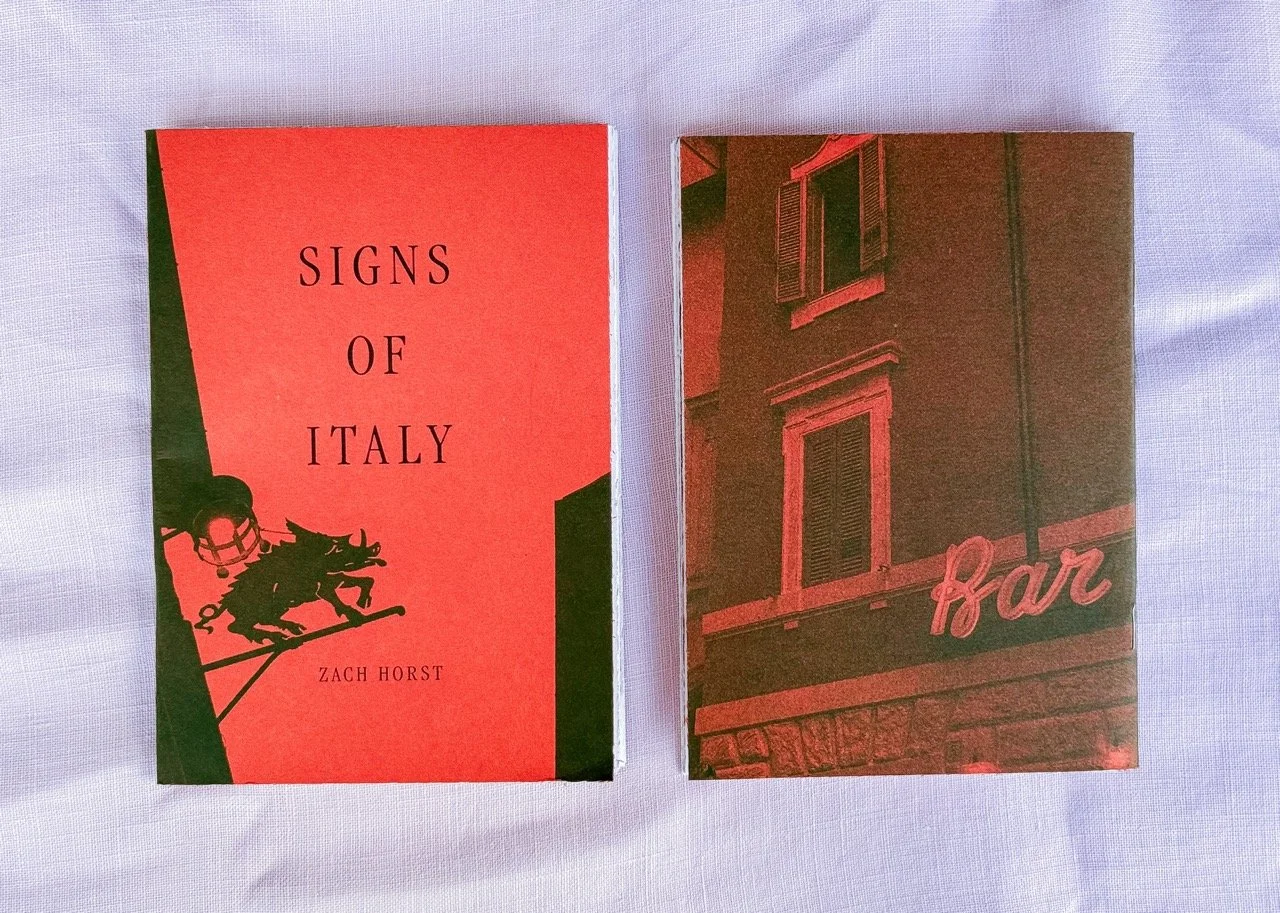 SIGNS
OF
ITALY
ZACH HORST
Bar